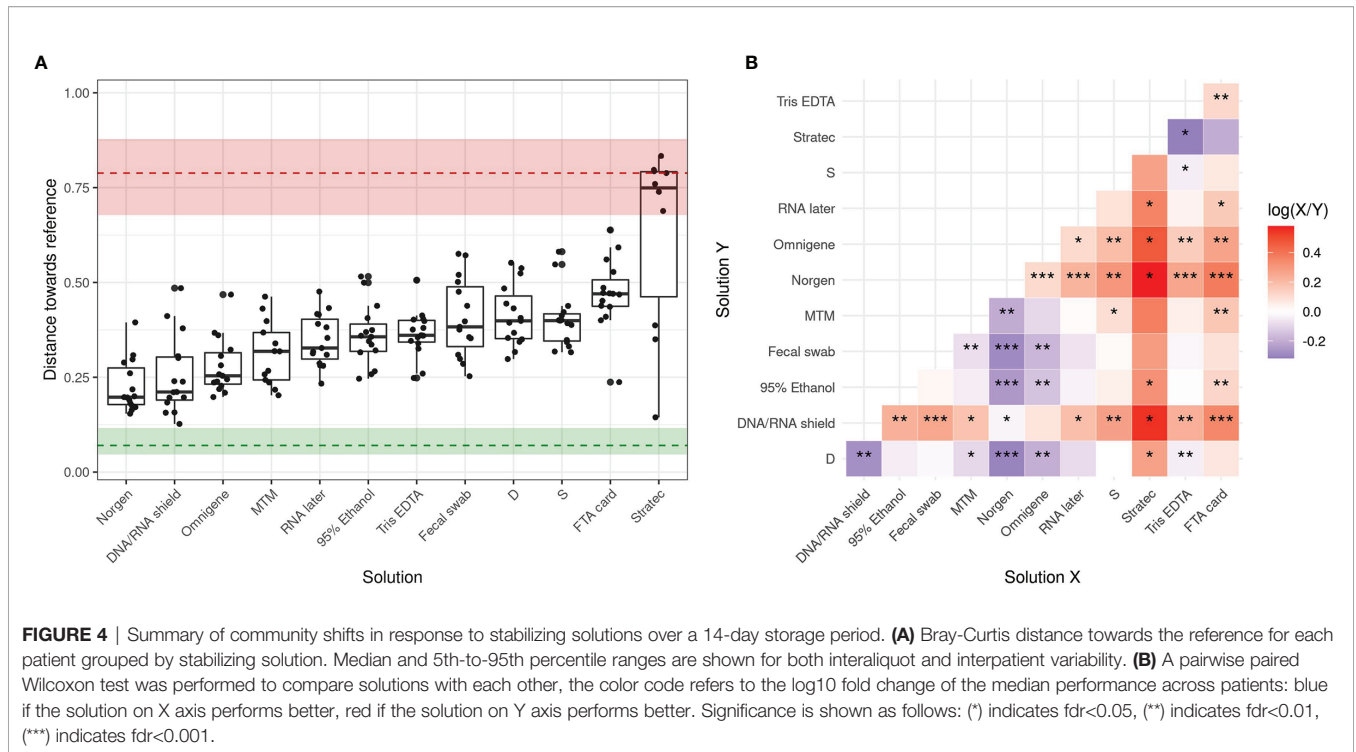 A
1.00
0.75
0.50
0.25
0.00
Distance towards reference
Norgen
DNA/RNA shield
Omnigene
MTM
RNA later
95% Ethanol
Tris EDTA
Fecal swab
D
S
FTA card
Stratec
Solution
B
Solution Y
Tris EDTA **
Stratec *
S *
RNA later * *
Omnigene * ** * ** **
Norgen *** *** ** * *** ***
MTM ** * **
Fecal swab ** *** **
95% Ethanol *** ** * **
DNA/RNA shield ** *** * * * ** * ** ***
D ** * *** ** * **
DNA/RNA shield
95% Ethanol
Fecal swab
MTM
Norgen
Omnigene
RNA later
S
Stratec
Tris EDTA
FTA card
Solution X
log(X/Y)
0.4
0.2
0.0
-0.2
FIGURE 4 | Summary of community shifts in response to stabilizing solutions over a 14-day storage period. (A) Bray-Curtis distance towards the reference for each
patient grouped by stabilizing solution. Median and 5th-to-95th percentile ranges are shown for both interaliquot and interpatient variability. (B) A pairwise paired
Wilcoxon test was performed to compare solutions with each other, the color code refers to the log10 fold change of the median performance across patients: blue
if the solution on X axis performs better, red if the solution on Y axis performs better. Significance is shown as follows: (*) indicates fdr<0.05, (**) indicates fdr<0.01,
(***) indicates fdr<0.001.